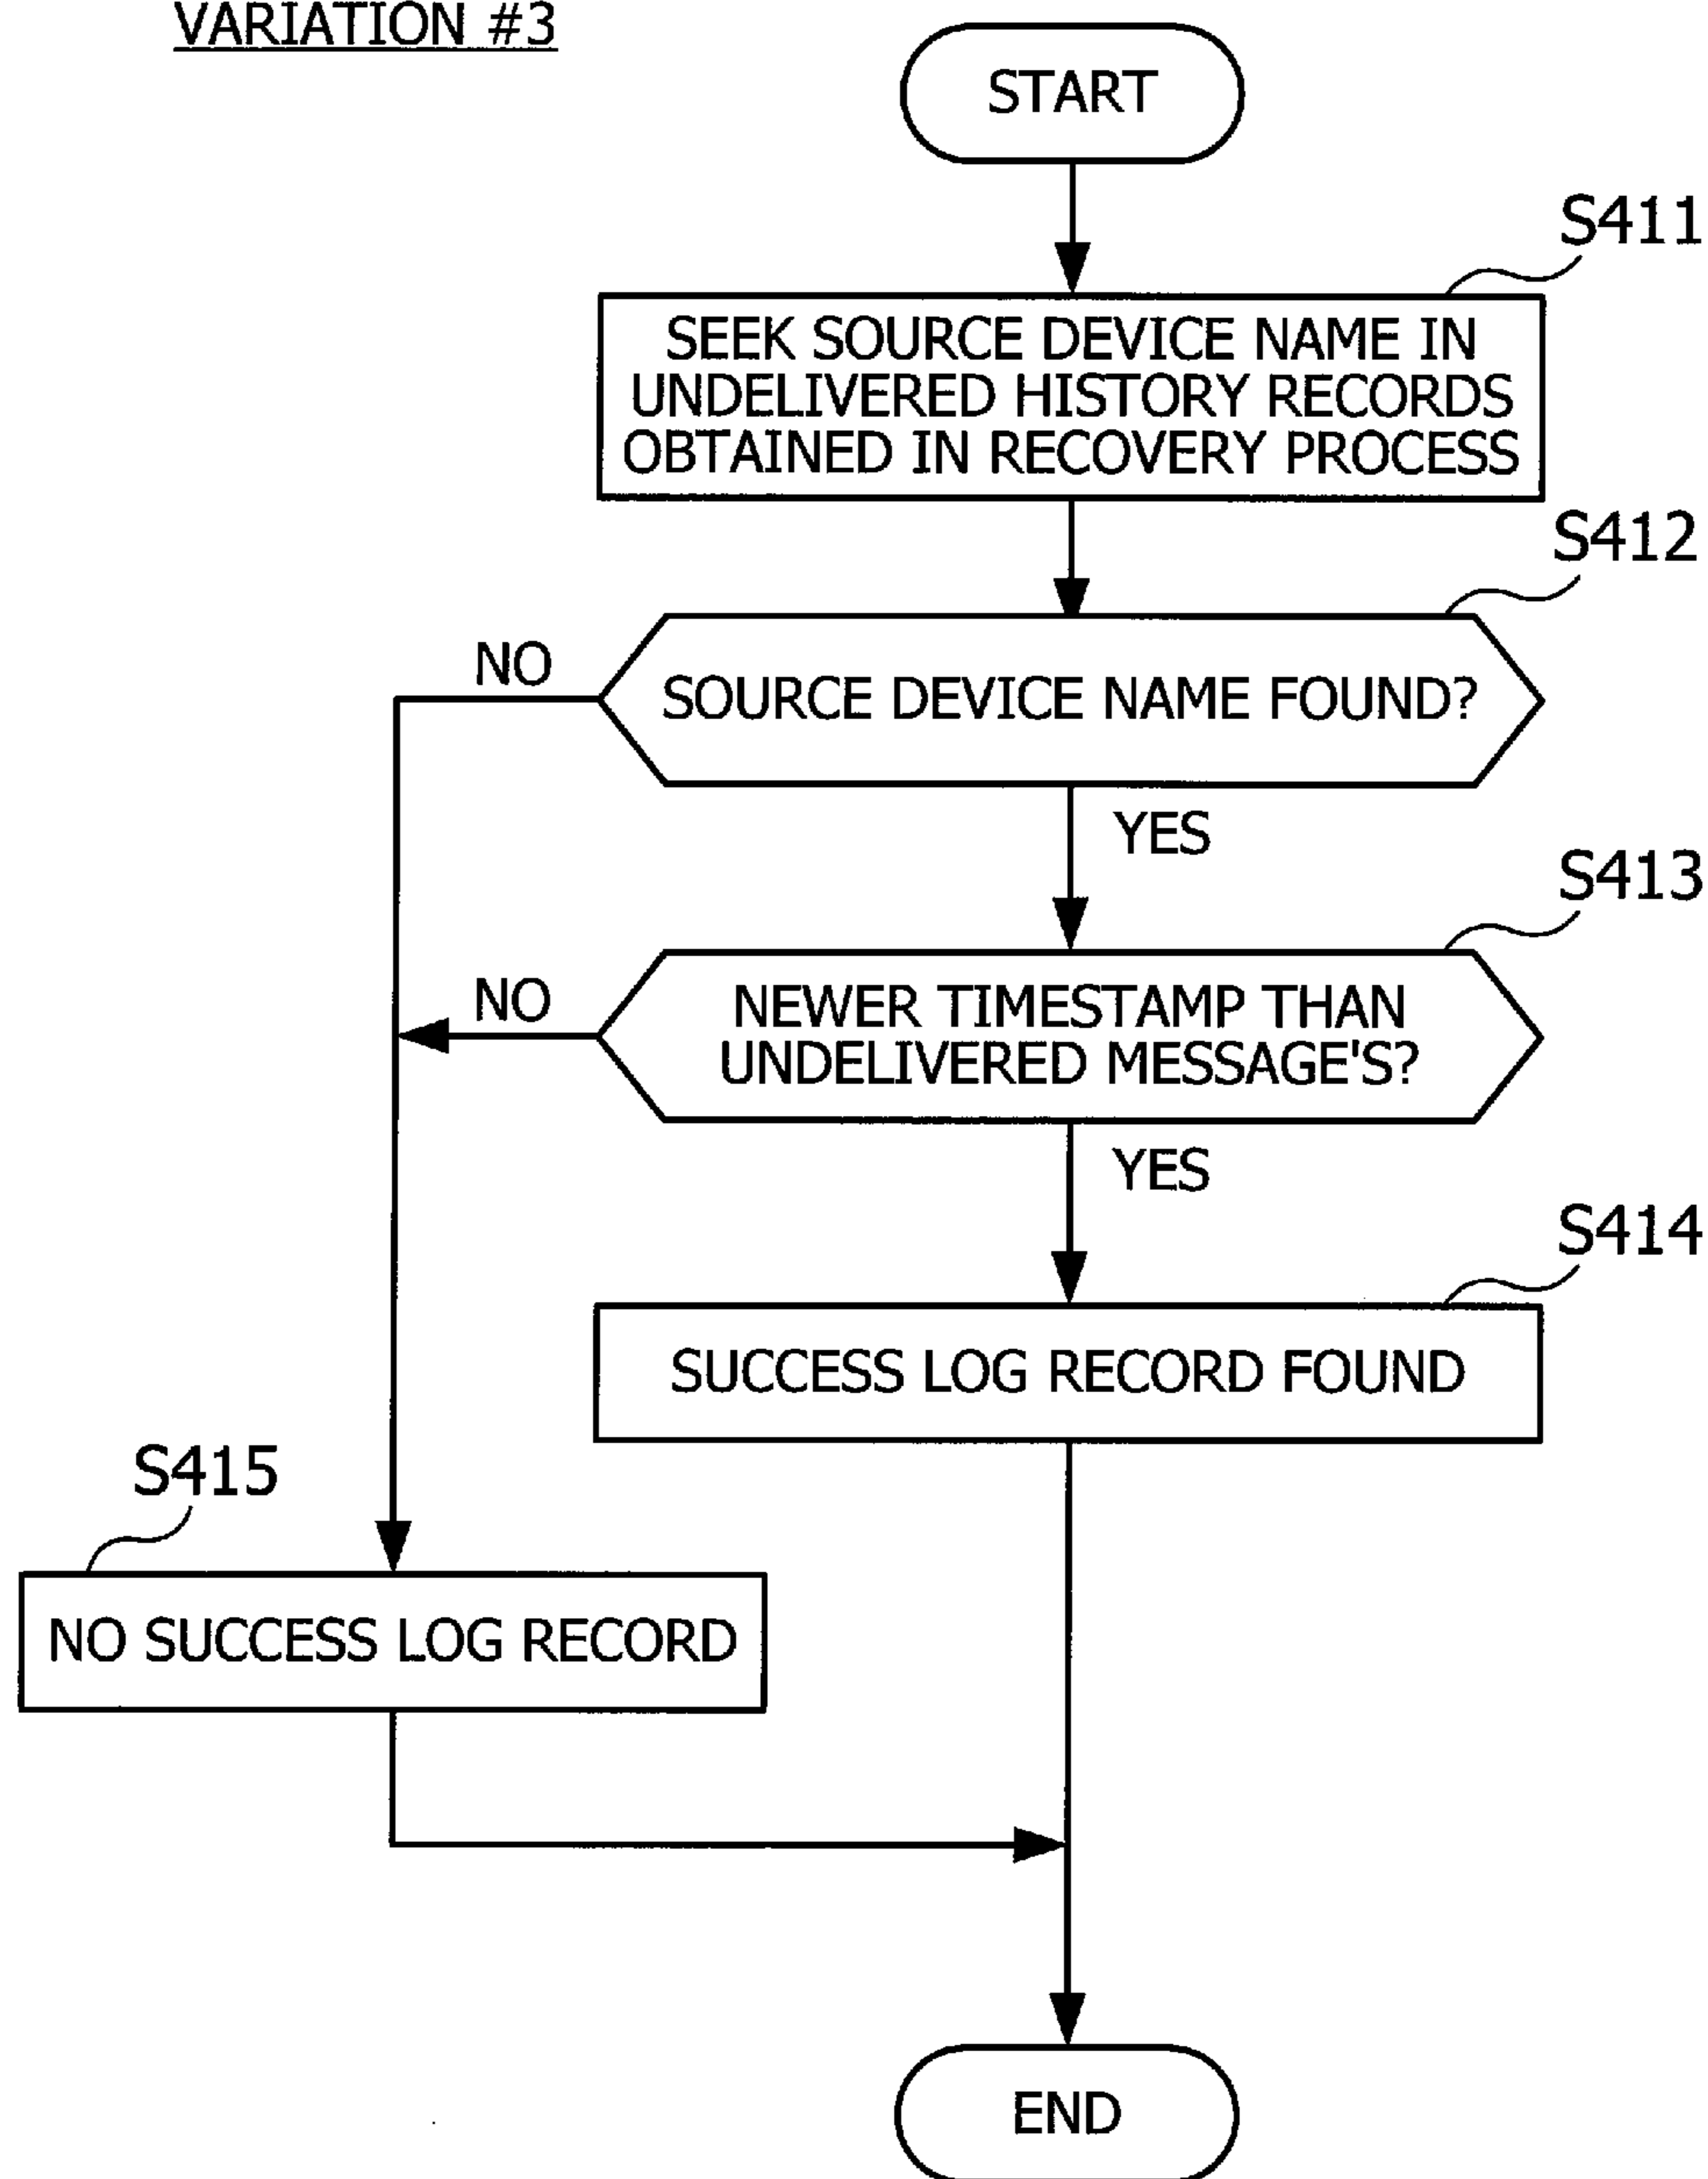 VARIATION #3
START
S411
SEEK SOURCE DEVICE NAME IN
UNDELIVERED HISTORY RECORDS
OBTAINED IN RECOVERY PROCESS
S412
NO
SOURCE DEVICE NAME FOUND?
YES
S413
NO
NEWER TIMESTAMP THAN
UNDELIVERED MESSAGE'S?
YES
S414
SUCCESS LOG RECORD FOUND
S415
NO SUCCESS LOG RECORD
END